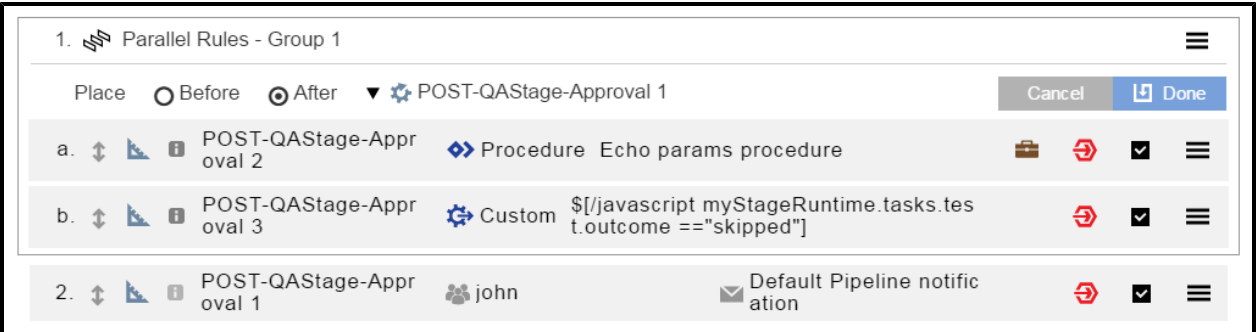 1. Parallel Rules - Group 1
Place Before After POST-QAStage-Approval 1 Cancel Done
a. POST-QAStage-Appr
oval 2
Procedure Echo params procedure
b. POST-QAStage-Appr
oval 3
Custom
$[/javascript myStageRuntime.tasks.tes
t.outcome =="skipped"]
2. POST-QAStage-Appr
oval 1
john
Default Pipeline notific
ation